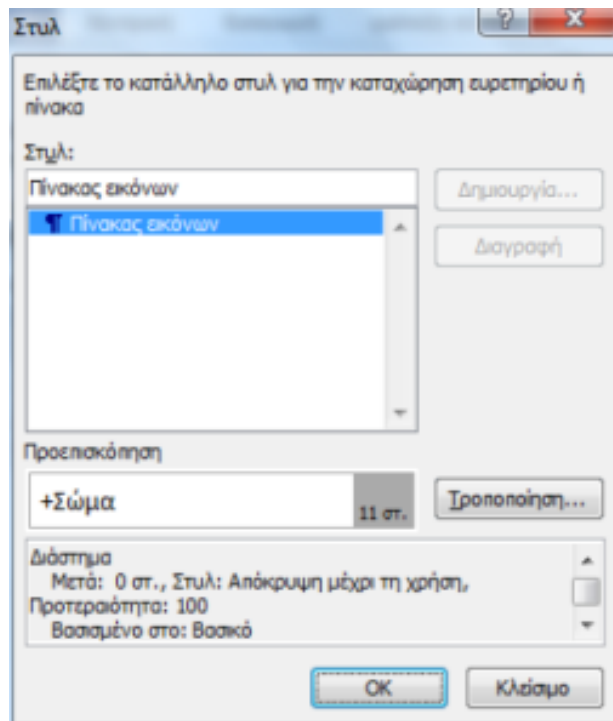 Στυλ
Επιλέξτε το κατάλληλο στυλ για την καταχώρηση ευρετηρίου ή
πίνακα
Στυλ:
Πίνακας εικόνων
Δημιουργία...
¶ Πίνακας εικόνων
Διαγραφή
Προεπισκόπηση
+Σώμα
11 στ.
Τροποποίηση...
Διάστημα
Μετά: 0 στ., Στυλ: Απόκρυψη μέχρι τη χρήση,
Προτεραιότητα: 100
Βασισμένο στο: Βασικό
OK
Κλείσιμο